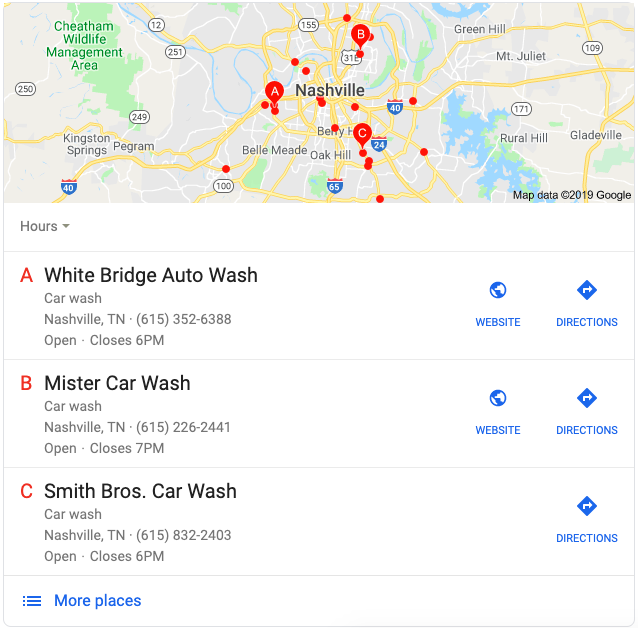 Cheatham
Wildlife
Management
Area
12
155
B
Green Hill
251
31E
Mt. Juliet
109
250
A
Nashville
40
171
249
C
Berry H
24
Kingston
Springs
Pegram
Belle Meade
Oak Hill
Rural Hill
Gladeville
40
100
65
Map data ©2019 Google
Hours
A White Bridge Auto Wash
Car wash
Nashville, TN · (615) 352-6388
Open · Closes 6PM
WEBSITE
DIRECTIONS
B Mister Car Wash
Car wash
Nashville, TN · (615) 226-2441
Open · Closes 7PM
WEBSITE
DIRECTIONS
C Smith Bros. Car Wash
Car wash
Nashville, TN · (615) 832-2403
Open · Closes 6PM
DIRECTIONS
More places